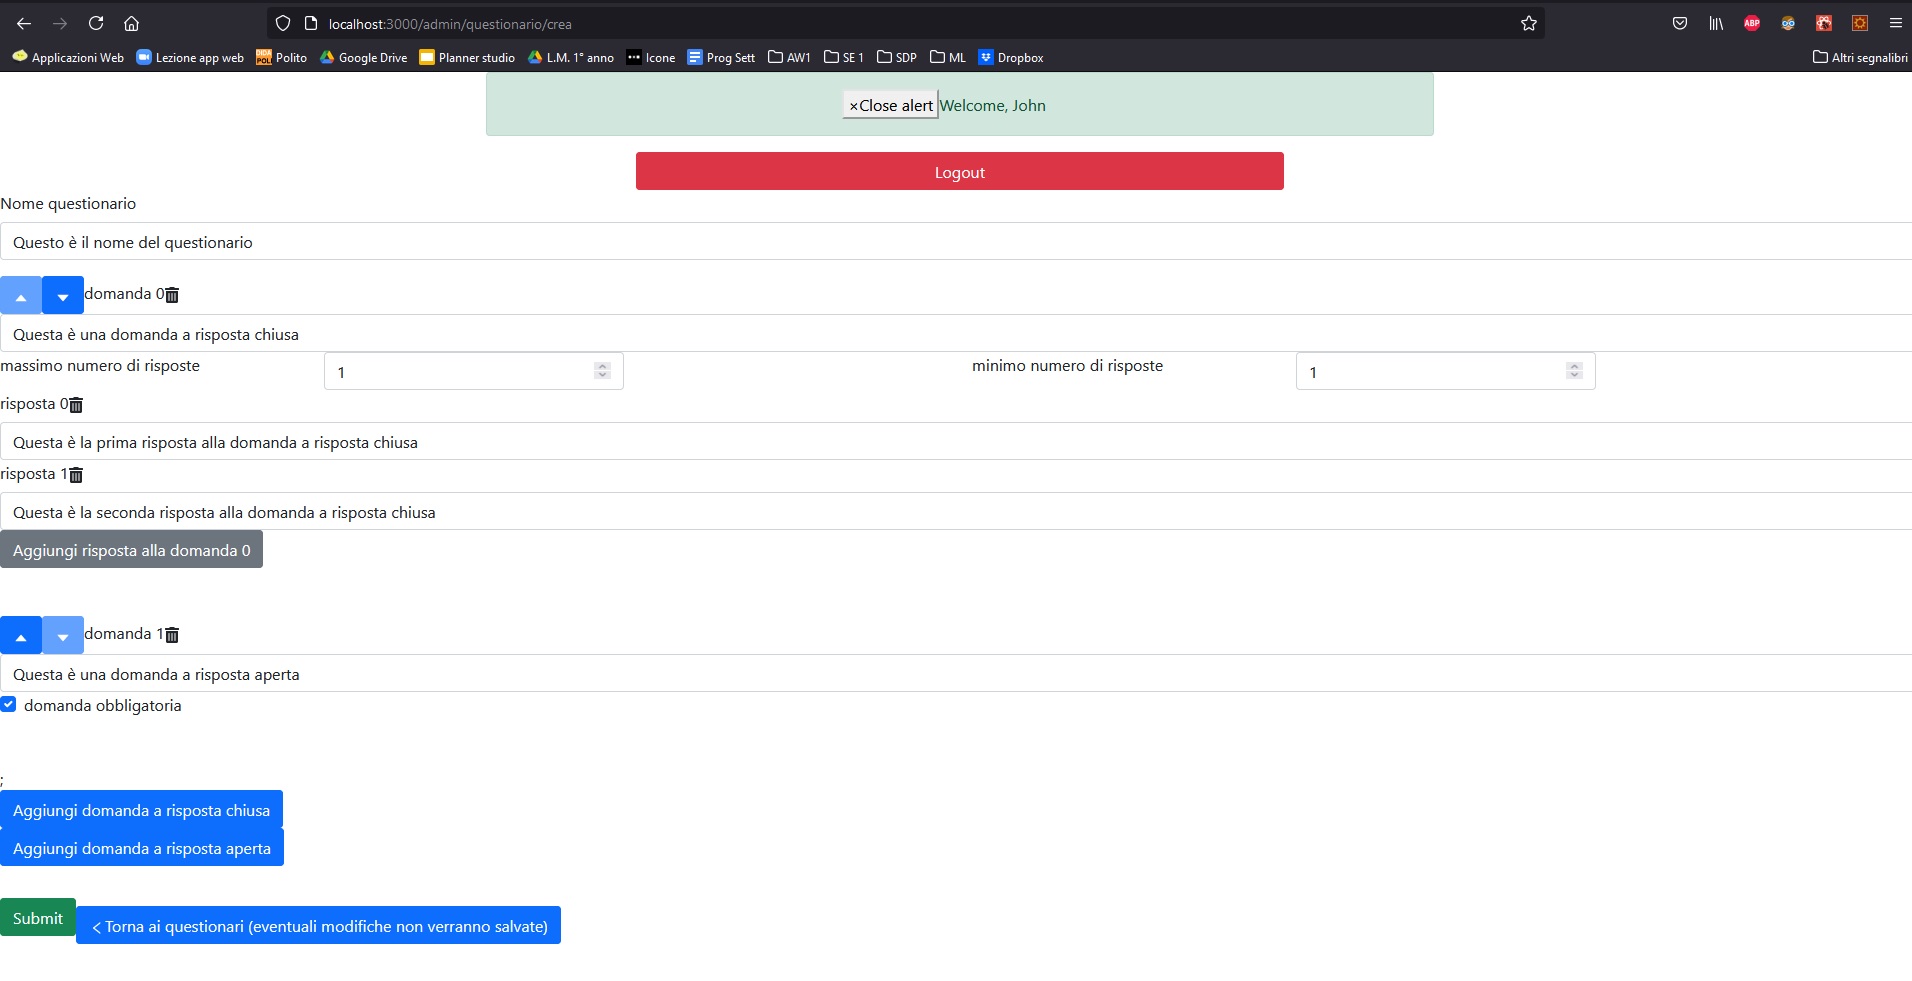 localhost:3000/admin/questionario/crea
ABP
Applicazioni Web Lezione app web Polito Google Drive Planner studio L.M. 1° anno Icone Prog Sett AW1 SE 1 SDP ML Dropbox Altri segnalibri
×Close alert Welcome, John
Logout
Nome questionario
Questo è il nome del questionario
domanda 0
Questa è una domanda a risposta chiusa
massimo numero di risposte 1 minimo numero di risposte 1
risposta 0
Questa è la prima risposta alla domanda a risposta chiusa
risposta 1
Questa è la seconda risposta alla domanda a risposta chiusa
Aggiungi risposta alla domanda 0
domanda 1
Questa è una domanda a risposta aperta
domanda obbligatoria
;
Aggiungi domanda a risposta chiusa
Aggiungi domanda a risposta aperta
Submit < Torna ai questionari (eventuali modifiche non verranno salvate)